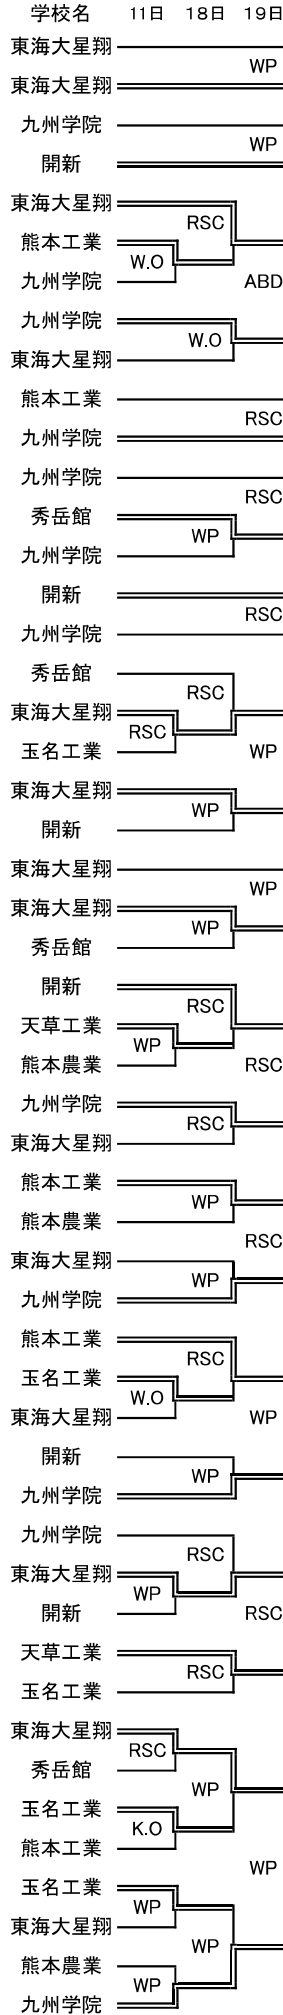 学校名 11日 18日 19日
東海大星翔
WP
東海大星翔
九州学院
WP
開新
東海大星翔
RSC
熊本工業
W.O
九州学院 ABD
九州学院
W.O
東海大星翔
熊本工業
RSC
九州学院
九州学院
RSC
秀岳館
WP
九州学院
開新
RSC
九州学院
秀岳館
RSC
東海大星翔
RSC
玉名工業 WP
東海大星翔
WP
開新
東海大星翔
WP
東海大星翔
WP
秀岳館
開新
RSC
天草工業
WP
熊本農業 RSC
九州学院
RSC
東海大星翔
熊本工業
WP
熊本農業
RSC
東海大星翔
WP
九州学院
熊本工業
RSC
玉名工業
W.O
東海大星翔 WP
開新
WP
九州学院
九州学院
RSC
東海大星翔
WP
開新 RSC
天草工業
RSC
玉名工業
東海大星翔
RSC
秀岳館
WP
玉名工業
K.O
熊本工業
WP
玉名工業
WP
東海大星翔
WP
熊本農業
WP
九州学院